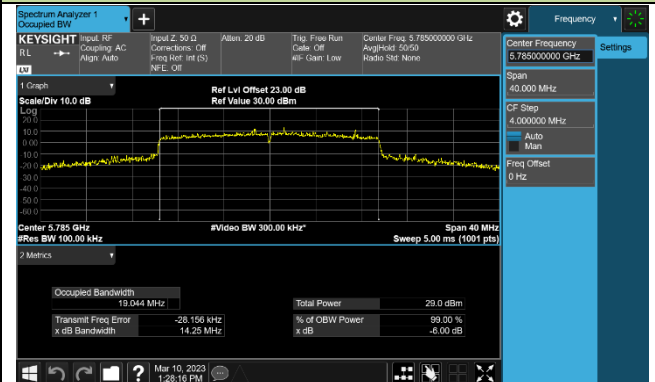 Spectrum Analyzer 1
Occupied BW
Frequency
KEYSIGHT
RL
LXI
Input: RF
Coupling: AC
Align: Auto
Input Z: 50 Ω
Corrections: Off
Freq Ref: Int (S)
NFE: Off
Atten: 20 dB
Trig: Free Run
Gate: Off
#IF Gain: Low
Center Freq: 5.785000000 GHz
Avg|Hold: 50/50
Radio Std: None
Center Frequency
5.785000000 GHz
Settings
Span
40.000 MHz
CF Step
4.000000 MHz
Auto
Man
Freq Offset
0 Hz
1 Graph
Scale/Div 10.0 dB
Ref Lvl Offset 23.00 dB
Ref Value 30.00 dBm
Log
20.0
10.0
0.00
-10.0
-20.0
-30.0
-40.0
-50.0
-60.0
Center 5.785 GHz
#Video BW 300.00 kHz*
Span 40 MHz
#Res BW 100.00 kHz
Sweep 5.00 ms (1001 pts)
2 Metrics
Occupied Bandwidth
19.044 MHz
Total Power 29.0 dBm
Transmit Freq Error -28.156 kHz
% of OBW Power 99.00 %
x dB Bandwidth 14.25 MHz
x dB -6.00 dB
?
Mar 10, 2023
1:28:16 PM